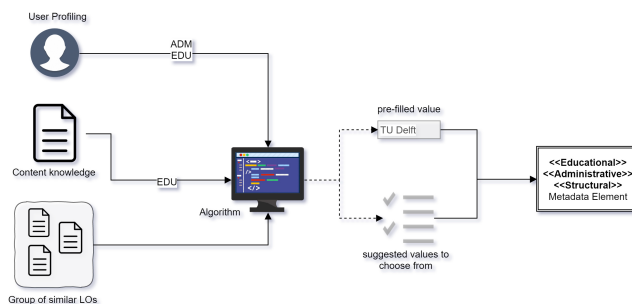 User Profiling
ADM
EDU
Content knowledge
EDU
Algorithm
Group of similar LOs
pre-filled value
TU Delft
suggested values to
choose from
<<Educational>>
<<Administrative>>
<<Structural>>
Metadata Element